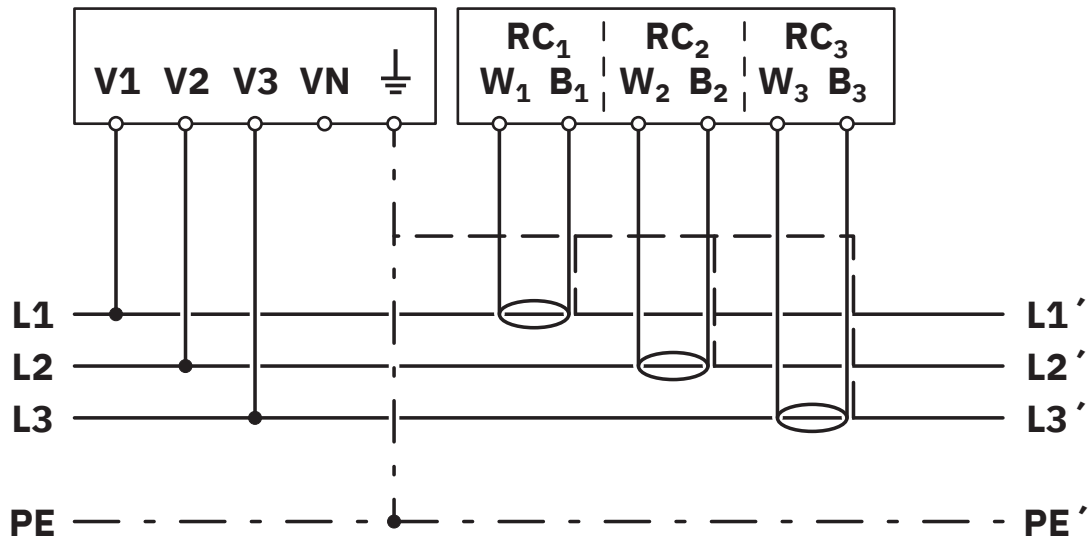 RC₁ RC₂ RC₃
V1 V2 V3 VN W₁ B₁ W₂ B₂ W₃ B₃
L1 L1′
L2 L2′
L3 L3′
PE PE′